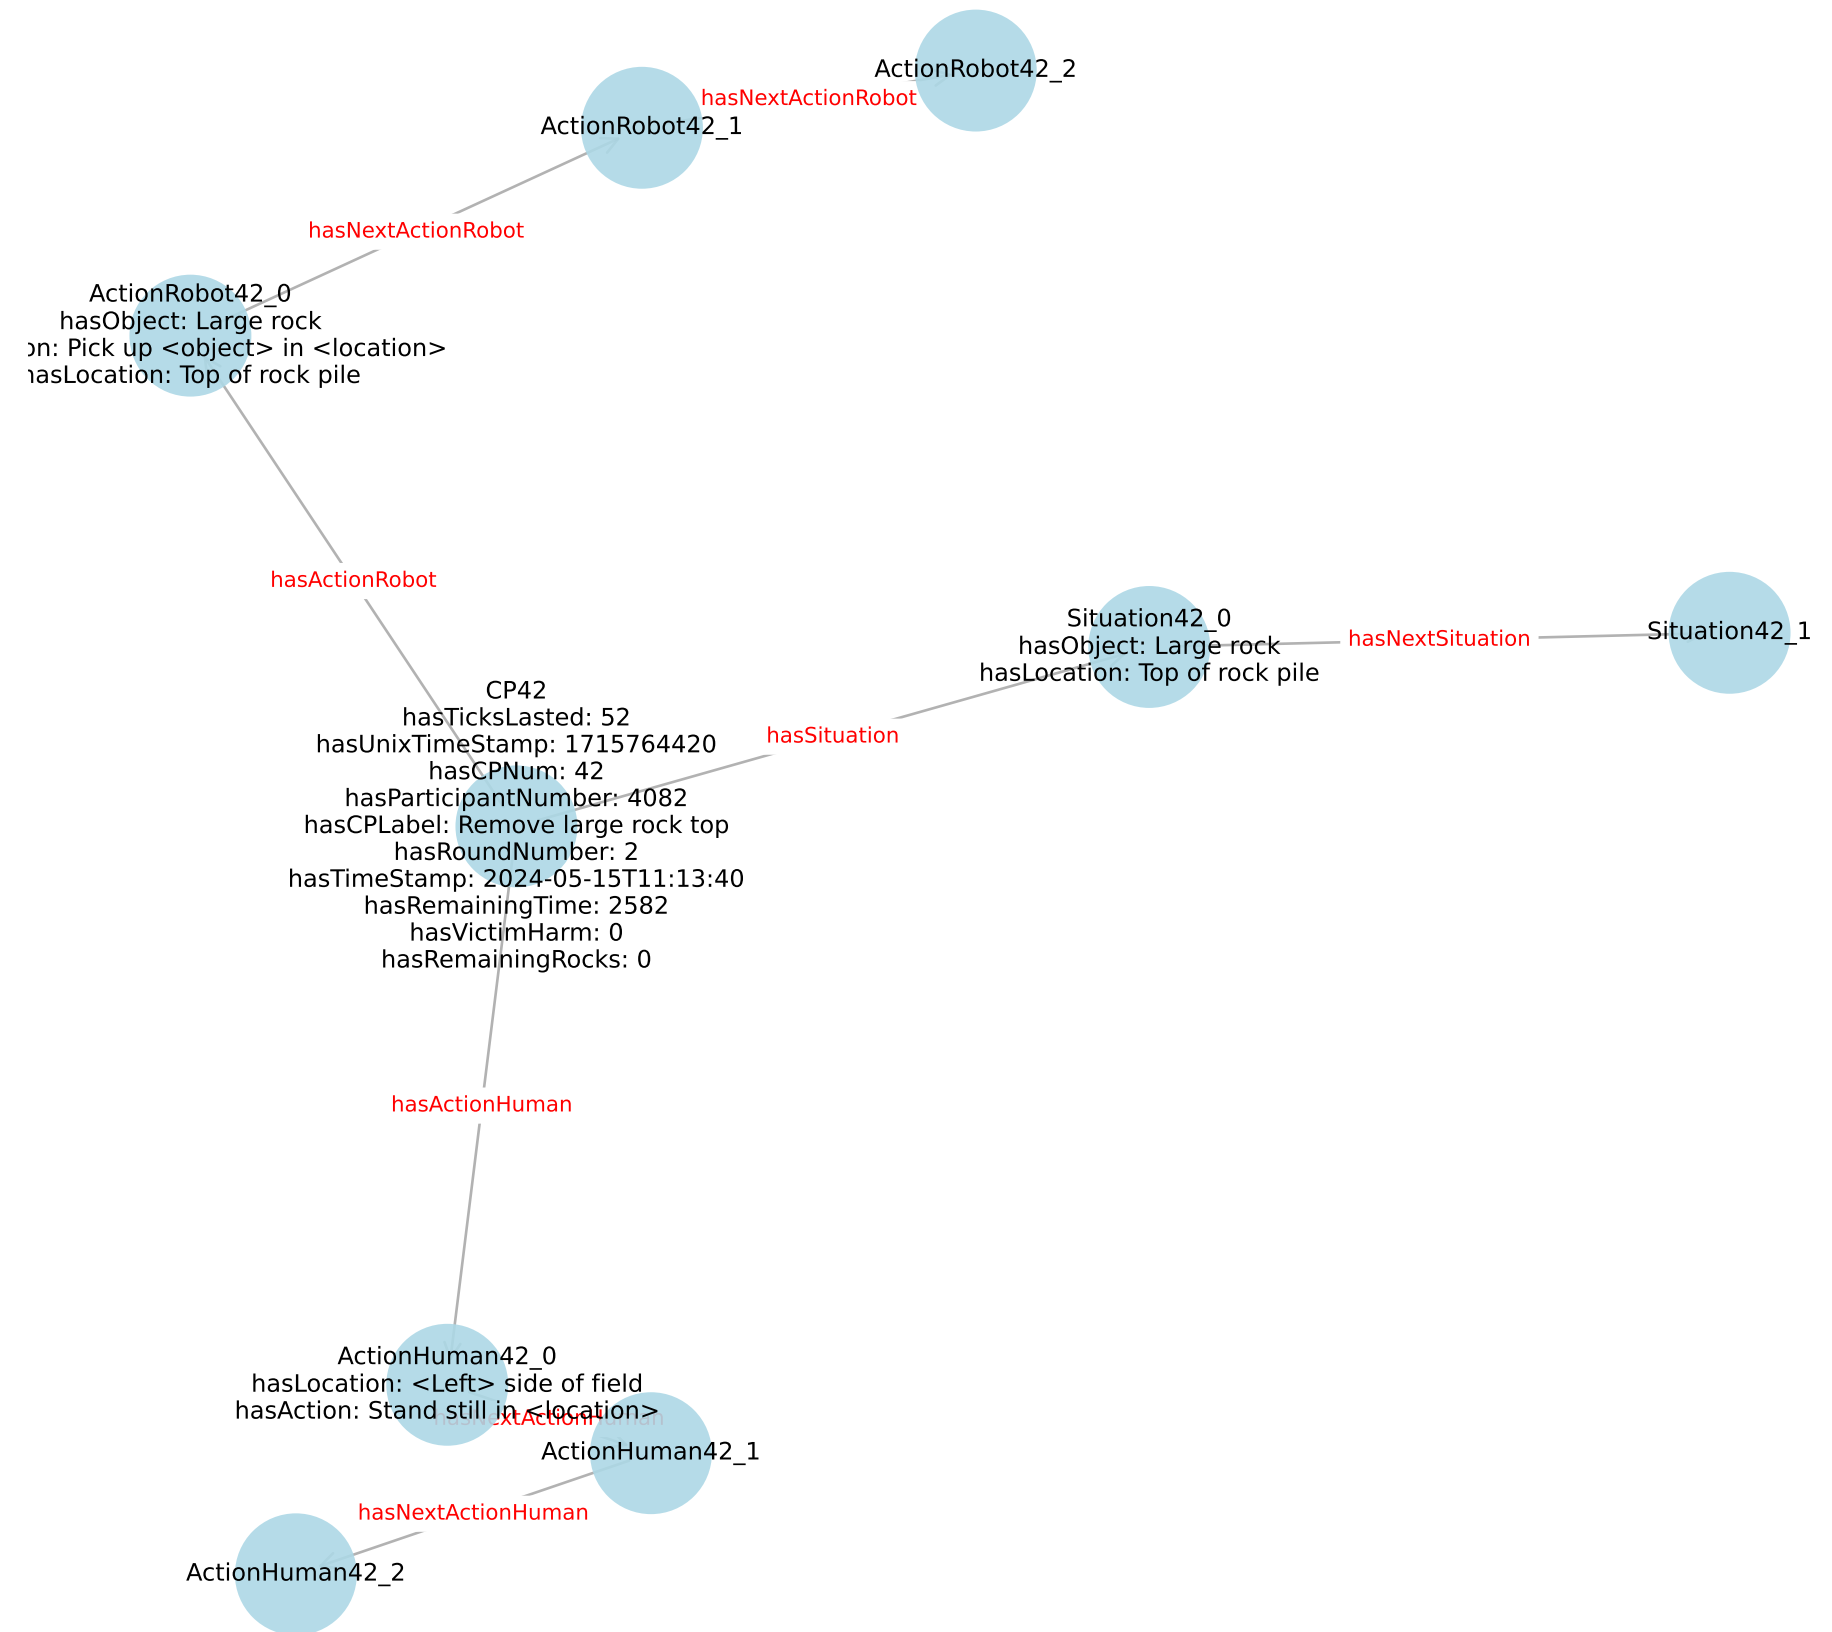 ActionRobot42_2
hasNextActionRobot
ActionRobot42_1
hasNextActionRobot
ActionRobot42_0
hasObject: Large rock
on: Pick up <object> in <location>
hasLocation: Top of rock pile
hasActionRobot
Situation42_0
hasObject: Large rock
hasLocation: Top of rock pile
hasNextSituation
Situation42_1
hasSituation
CP42
hasTicksLasted: 52
hasUnixTimeStamp: 1715764420
hasCPNum: 42
hasParticipantNumber: 4082
hasCPLabel: Remove large rock top
hasRoundNumber: 2
hasTimeStamp: 2024-05-15T11:13:40
hasRemainingTime: 2582
hasVictimHarm: 0
hasRemainingRocks: 0
hasActionHuman
ActionHuman42_0
hasLocation: <Left> side of field
hasAction: Stand still in <location>
hasNextActionHuman
ActionHuman42_1
hasNextActionHuman
ActionHuman42_2